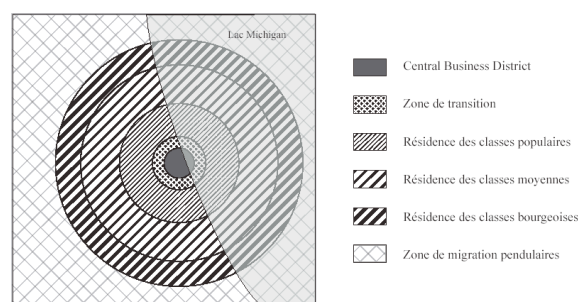 Lac Michigan
Central Business District
Zone de transition
Résidence des classes populaires
Résidence des classes moyennes
Résidence des classes bourgeoises
Zone de migration pendulaires